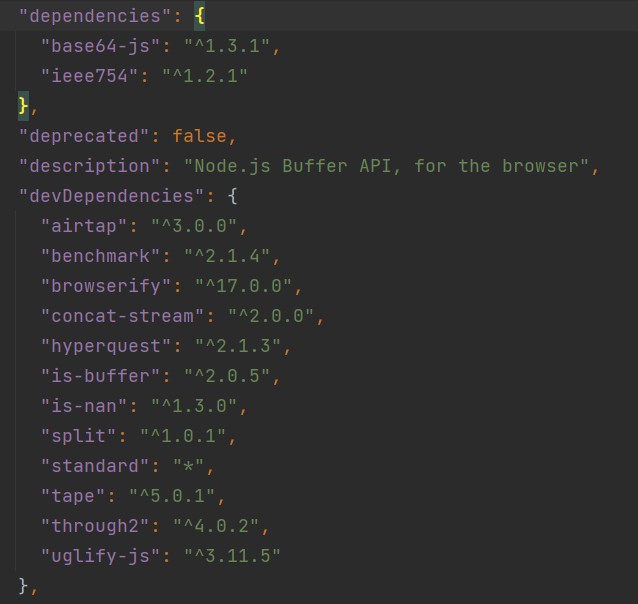 "dependencies": {
"base64-js": "^1.3.1",
"ieee754": "^1.2.1"
},
"deprecated": false,
"description": "Node.js Buffer API, for the browser",
"devDependencies": {
"airtap": "^3.0.0",
"benchmark": "^2.1.4",
"browserify": "^17.0.0",
"concat-stream": "^2.0.0",
"hyperquest": "^2.1.3",
"is-buffer": "^2.0.5",
"is-nan": "^1.3.0",
"split": "^1.0.1",
"standard": "*",
"tape": "^5.0.1",
"through2": "^4.0.2",
"uglify-js": "^3.11.5"
},